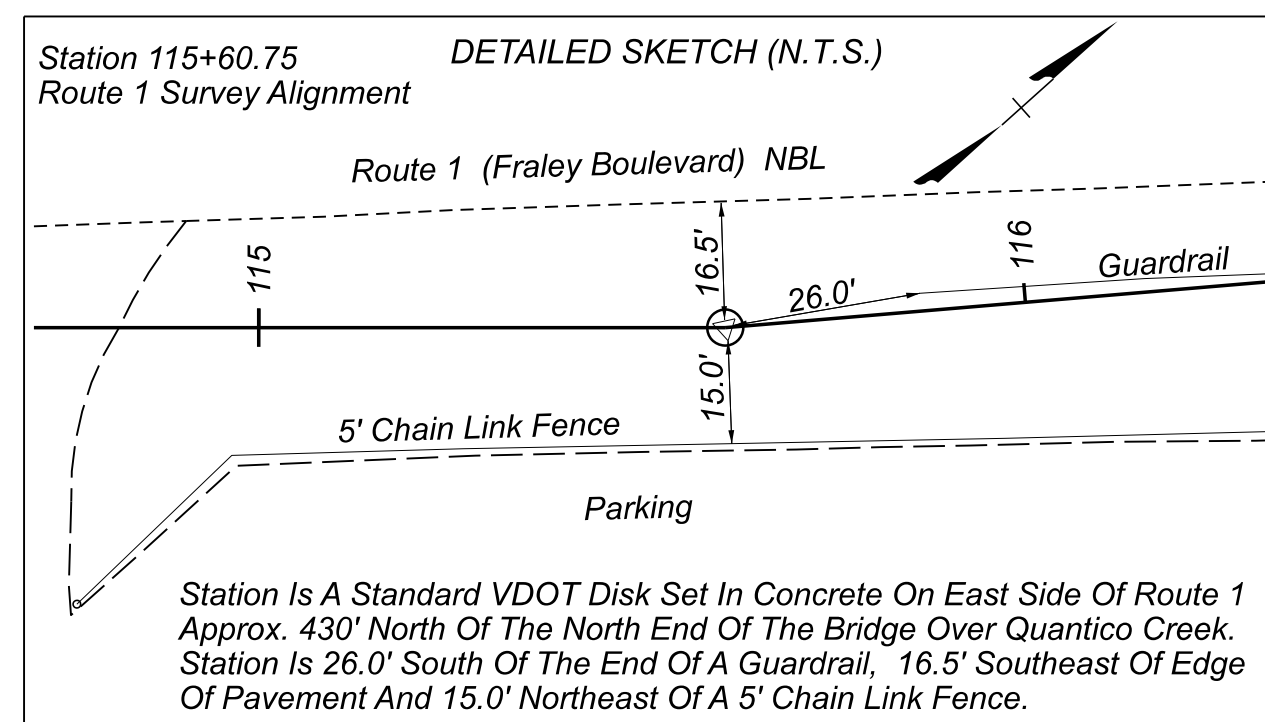 Station 115+60.75
Route 1 Survey Alignment
DETAILED SKETCH (N.T.S.)
Route 1 (Fraley Boulevard) NBL
115
16.5'
26.0'
116
Guardrail
15.0'
5' Chain Link Fence
Parking
Station Is A Standard VDOT Disk Set In Concrete On East Side Of Route 1
Approx. 430' North Of The North End Of The Bridge Over Quantico Creek.
Station Is 26.0' South Of The End Of A Guardrail, 16.5' Southeast Of Edge
Of Pavement And 15.0' Northeast Of A 5' Chain Link Fence.